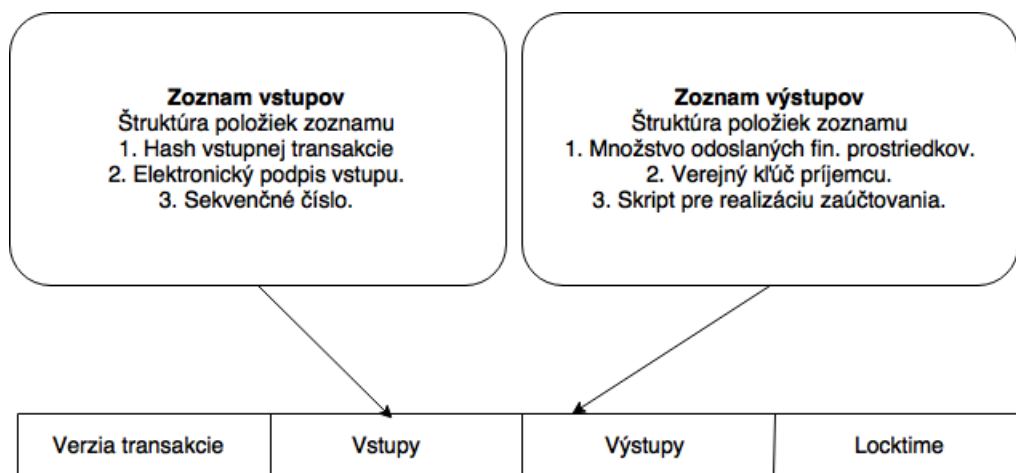 Zoznam vstupov
Štruktúra položiek zoznamu
1. Hash vstupnej transakcie
2. Elektronický podpis vstupu.
3. Sekvenčné číslo.
Zoznam výstupov
Štruktúra položiek zoznamu
1. Množstvo odoslaných fin. prostriedkov.
2. Verejný kľúč príjemcu.
3. Skript pre realizáciu zaúčtovania.
Verzia transakcie
Vstupy
Výstupy
Locktime